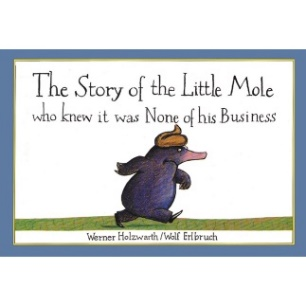 The Story of the Little Mole
who knew it was None of his Business
Werner Holzwarth/Wolf Erlbruch